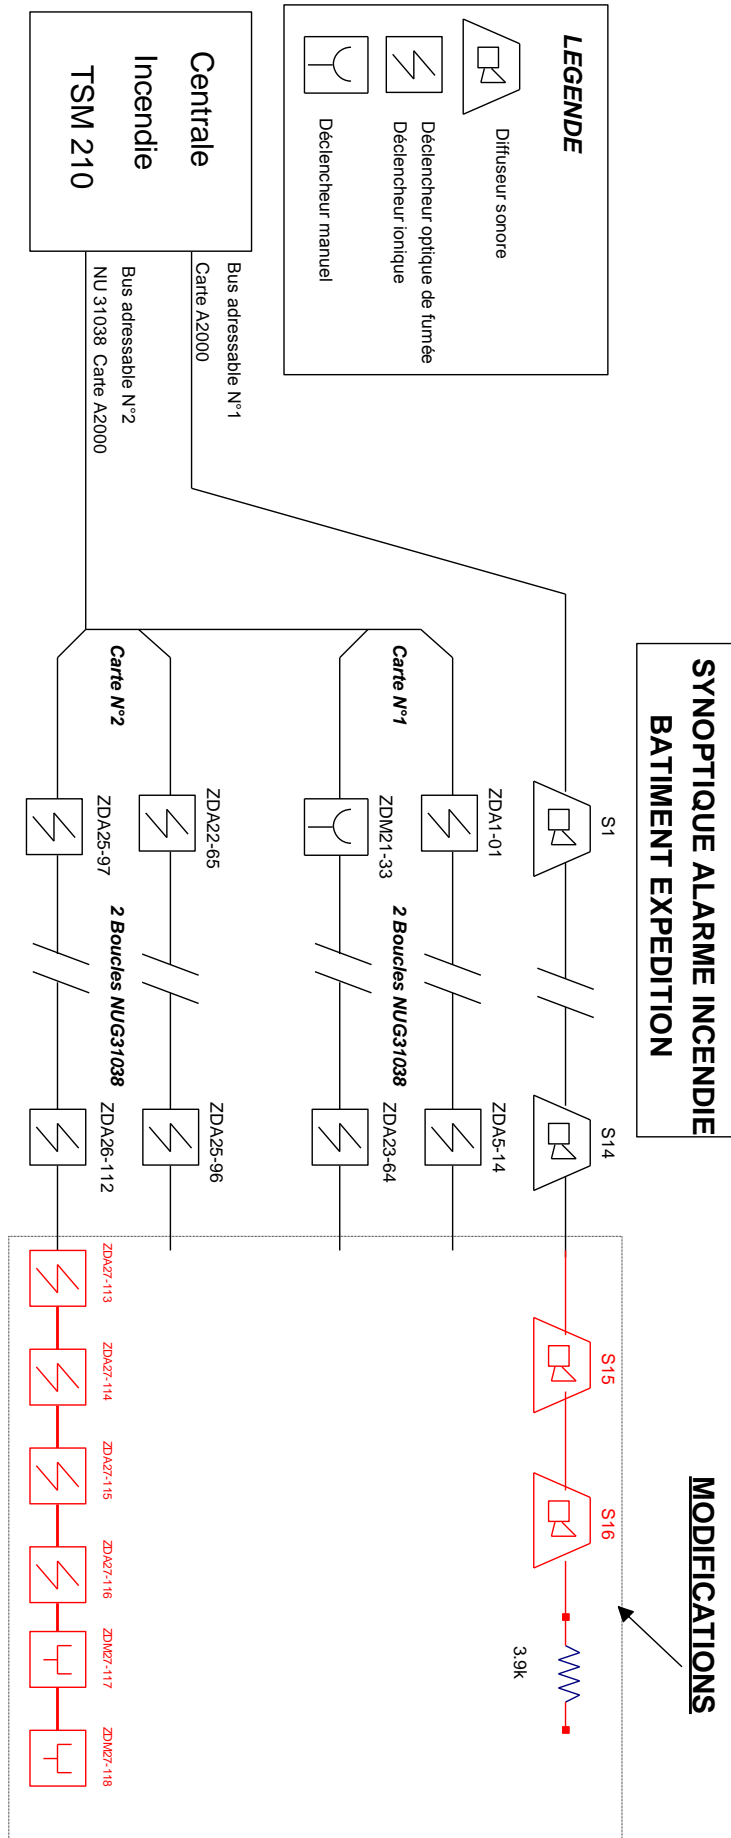 SYNOPTIQUE ALARME INCENDIE
BATIMENT EXPEDITION
LEGENDE
Diffuseur sonore
Déclencheur optique de fumée
Déclencheur ionique
Déclencheur manuel
Centrale
Incendie
TSM 210
Bus adressable N°1
Carte A2000
Bus adressable N°2
NU 31038 Carte A2000
MODIFICATIONS
S1
S14
S15
S16
3.9k
Carte N°1
ZDA1-01
ZDA5-14
2 Boucles NUG31038
ZDM21-33
ZDA23-64
Carte N°2
ZDA22-65
ZDA25-96
2 Boucles NUG31038
ZDA25-97
ZDA26-112
ZDA27-113
ZDA27-114
ZDA27-115
ZDA27-116
ZDM27-117
ZDM27-118